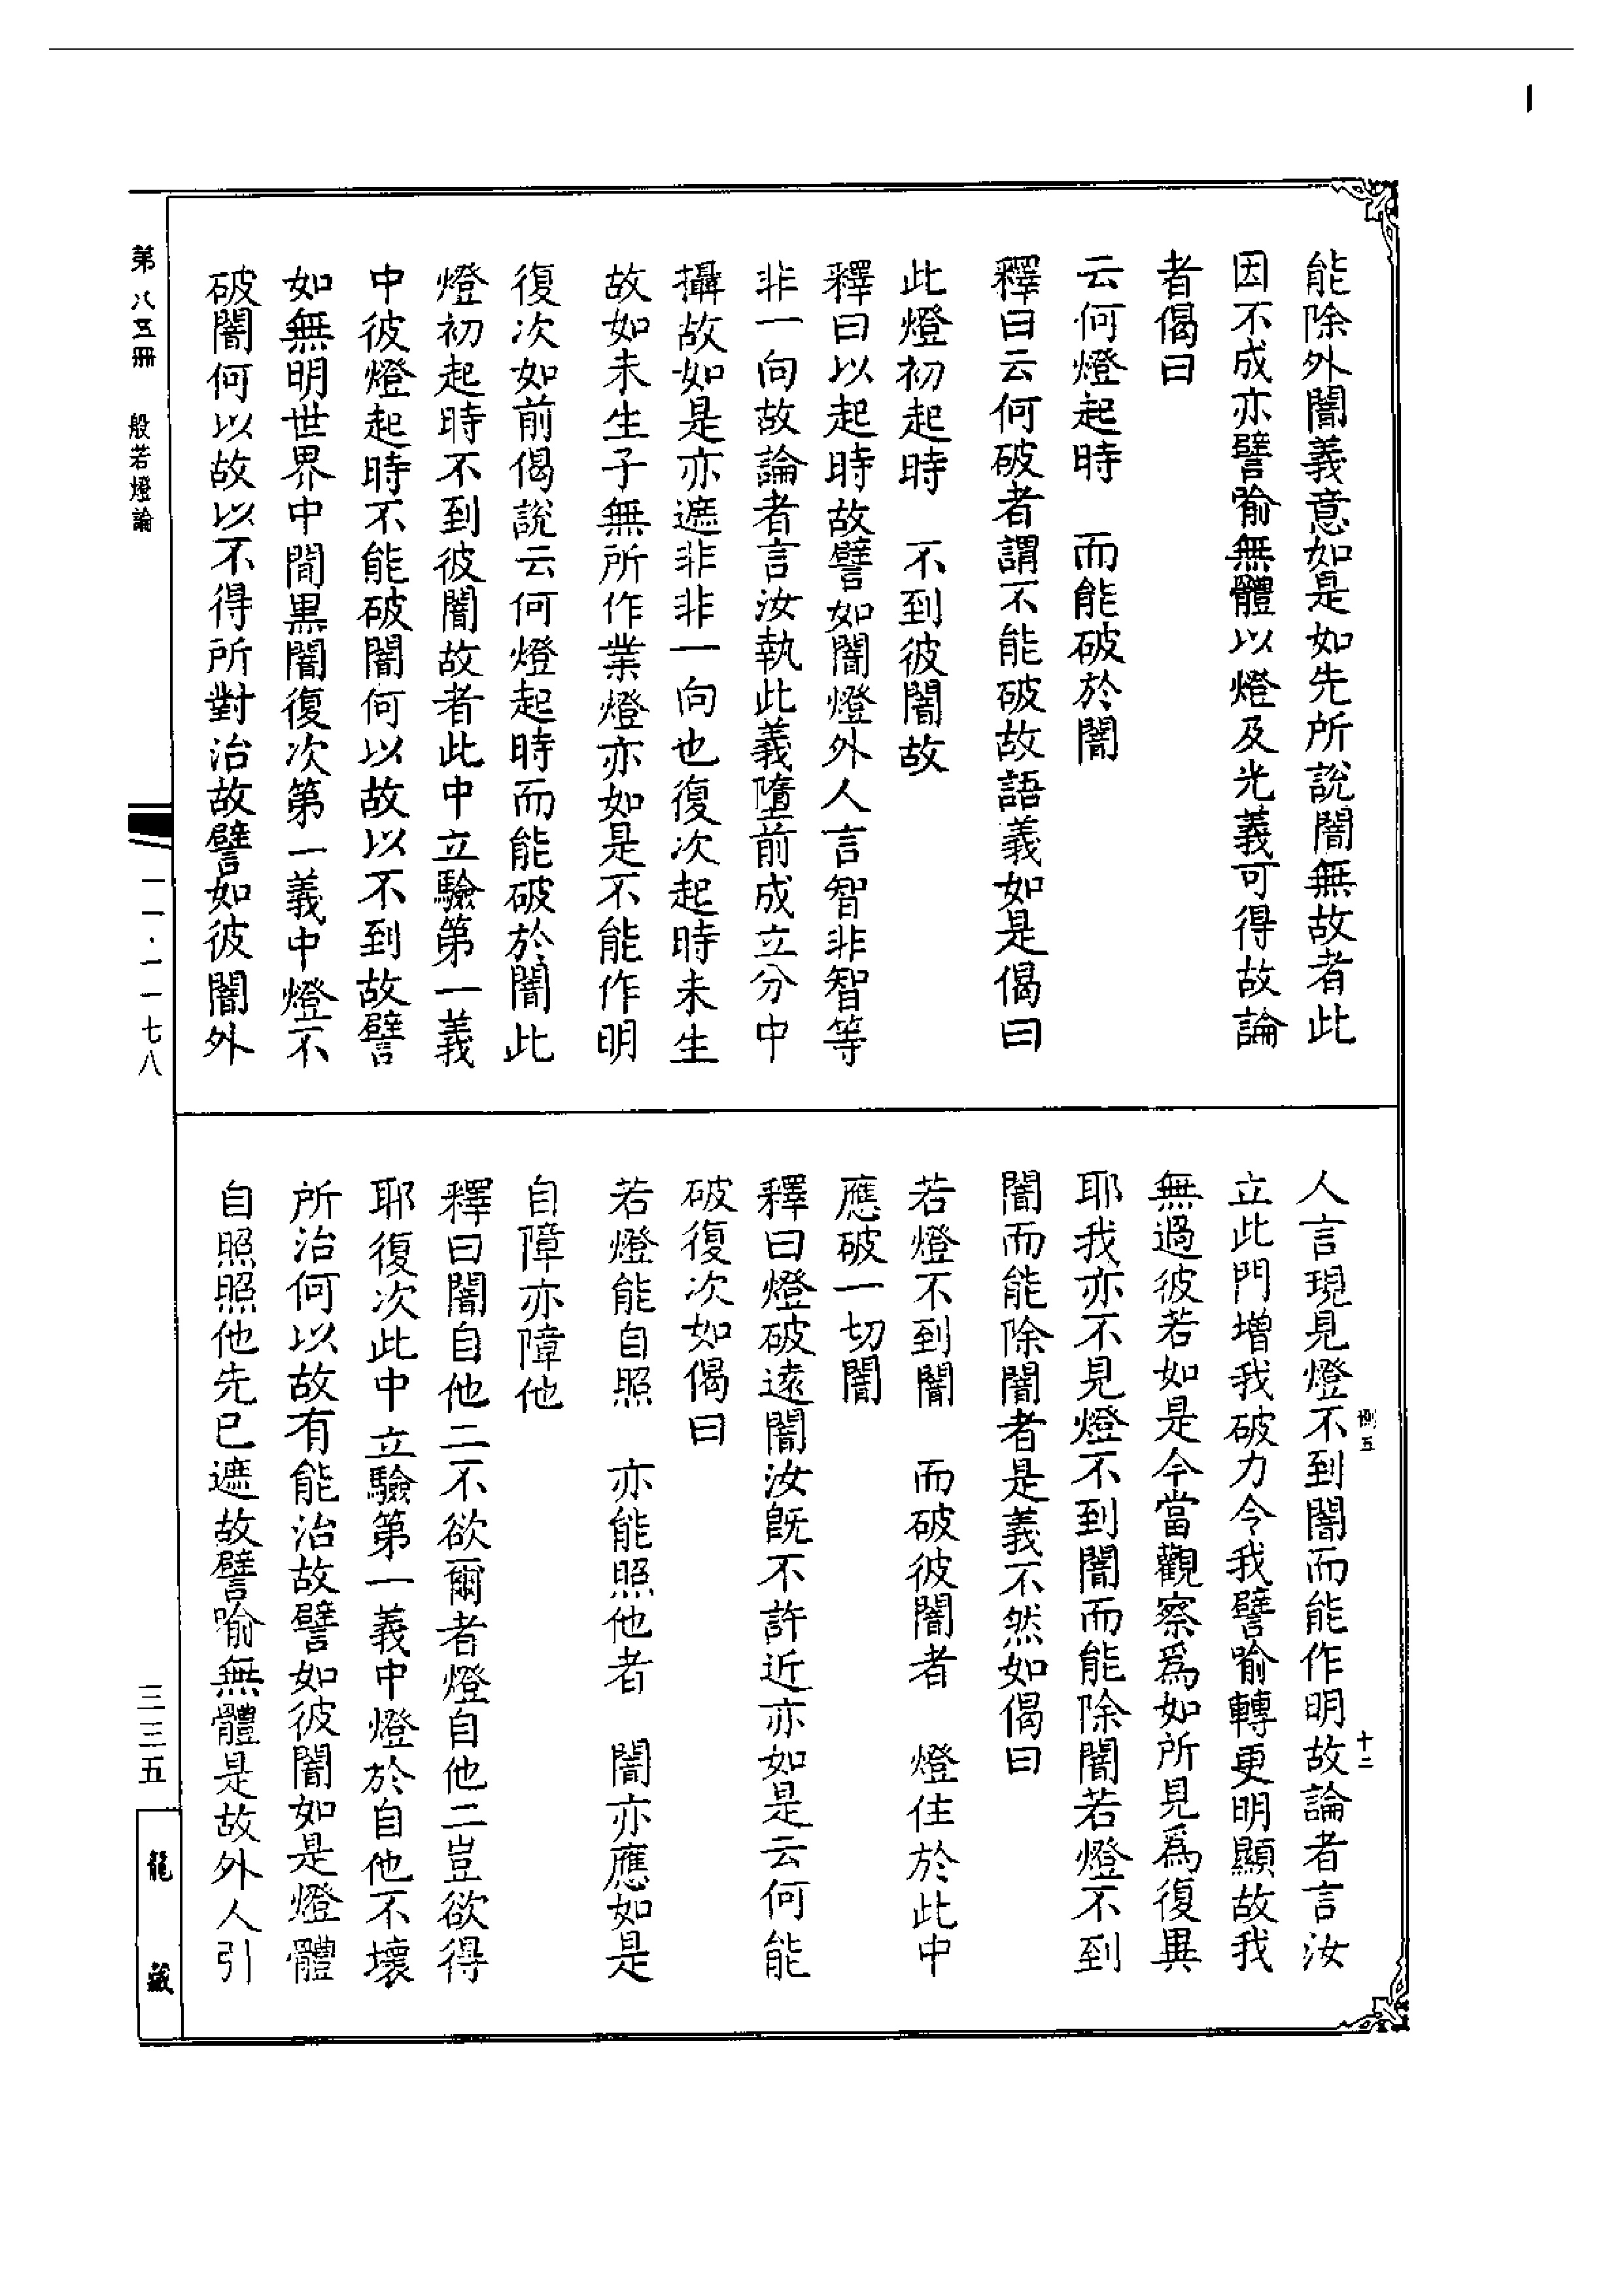 能除外闇義意如是如先所說闇無故者此
因不成亦譬喻無體以燈及光義可得故論
者偈曰
云何燈起時　而能破於闇
釋曰云何破者謂不能破故語義如是偈曰
此燈初起時　不到彼闇故
釋曰以起時故譬如闇燈外人言智非智等
非一向故論者言汝執此義墮前成立分中
攝故如是亦遮非非一向也復次起時未生
故如未生子無所作業燈亦如是不能作明
復次如前偈說云何燈起時而能破於闇此
燈初起時不到彼闇故者此中立驗第一義
中彼燈起時不能破闇何以故以不到故譬
如無明世界中間黑闇復次第一義中燈不
破闇何以故以不得所對治故譬如彼闇外
人言現見燈不到闇而能作明故論者言汝
立此門增我破力令我譬喻轉更明顯故我
無過彼若如是今當觀察爲如所見爲復異
耶我亦不見燈不到闇而能除闇若燈不到
闇而能除闇者是義不然如偈曰
若燈不到闇　而破彼闇者　燈住於此中
應破一切闇
釋曰燈破遠闇汝既不許近亦如是云何能
破復次如偈曰
若燈能自照　亦能照他者　闇亦應如是
自障亦障他
釋曰闇自他二不欲爾者燈自他二豈欲得
耶復次此中立驗第一義中燈於自他不壞
所治何以故有能治故譬如彼闇如是燈體
自照照他先已遮故譬喻無體是故外人引
第八五冊　般若燈論
一一·一一七八
三三五
龍藏
十二